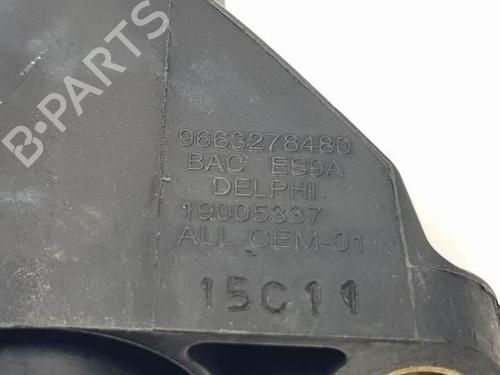 B-PARTS
9663278480
BAC ES9A
DELPHI
19005337
ALL-CEM-01
15C11